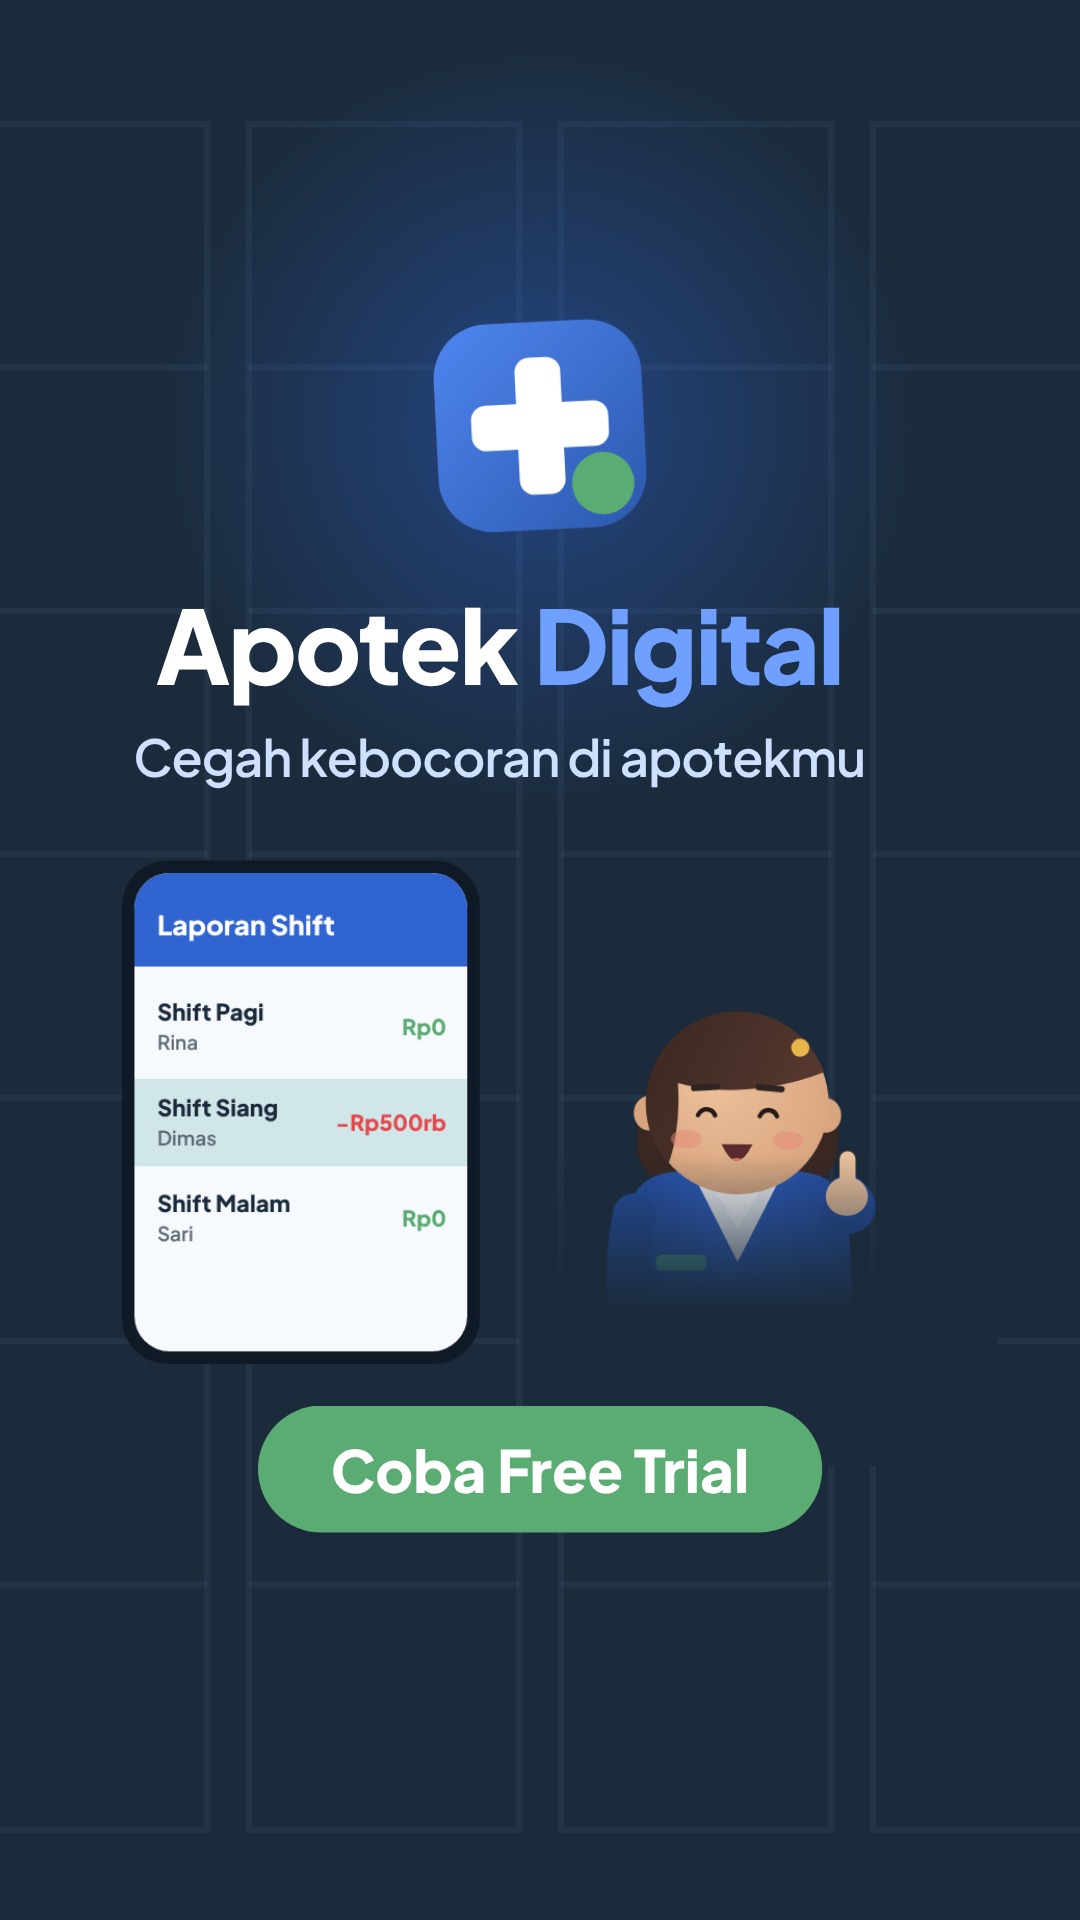 Apotek Digital
Cegah kebocoran di apotekmu
Laporan Shift
Shift Pagi
Rina
Rp0
Shift Siang
Dimas
-Rp500rb
Shift Malam
Sari
Rp0
Coba Free Trial